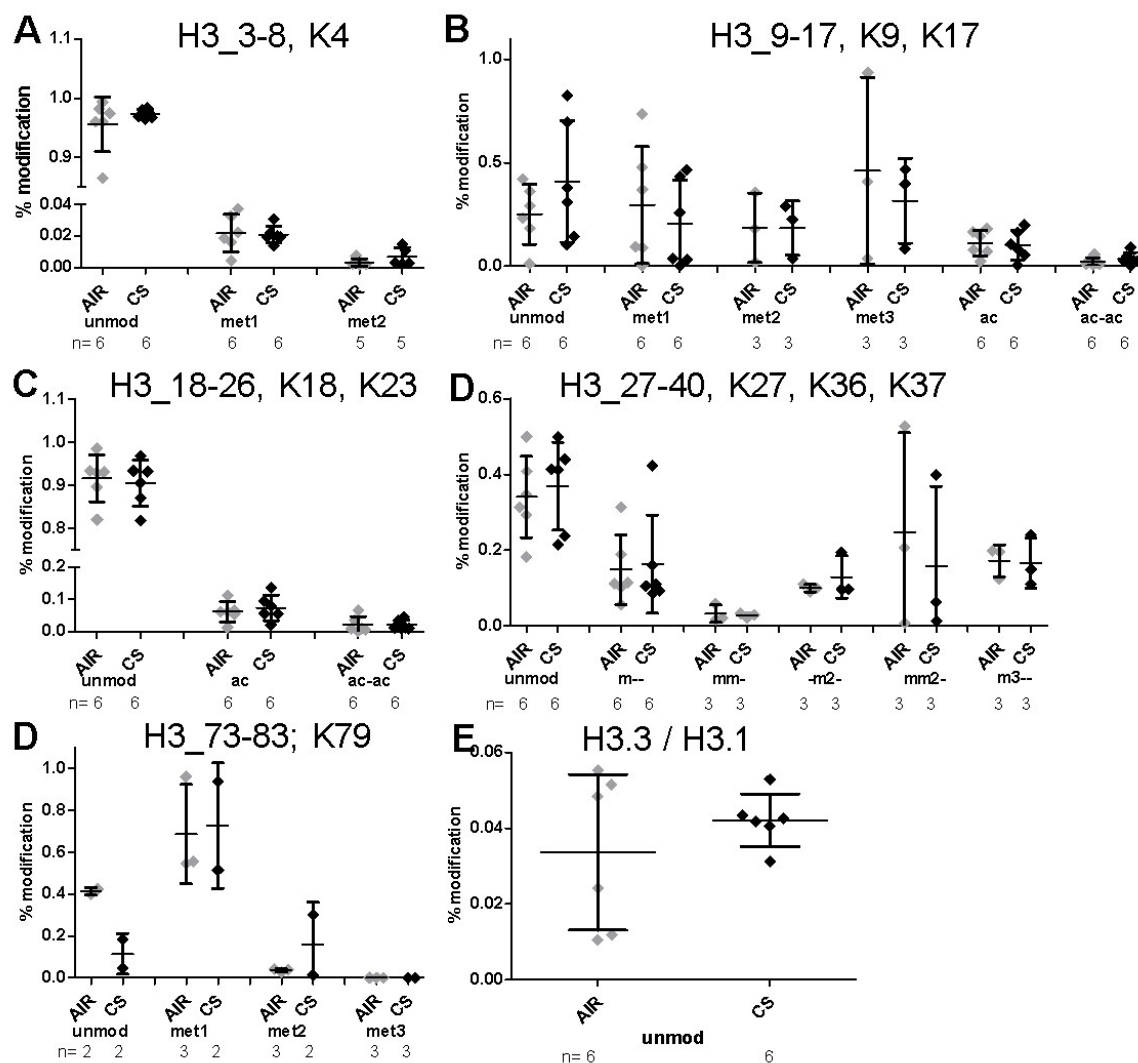 A
H3_3-8, K4
% modification
1.1
1.0
0.9
0.04
0.02
0.00
AIR CS AIR CS AIR CS
unmod met1 met2
n= 6 6 6 6 5 5
B
H3_9-17, K9, K17
% modification
1.0
0.5
0.0
AIR CS AIR CS AIR CS AIR CS AIR CS AIR CS
unmod met1 met2 met3 ac ac-ac
n= 6 6 6 6 3 3 3 3 6 6 6 6
C
H3_18-26, K18, K23
% modification
1.1
1.0
0.9
0.8
0.2
0.1
0.0
AIR CS AIR CS AIR CS
unmod ac ac-ac
n= 6 6 6 6 6 6
D
H3_27-40, K27, K36, K37
% modification
0.6
0.4
0.2
0.0
AIR CS AIR CS AIR CS AIR CS AIR CS AIR CS
unmod m-- mm- -m2- mm2- m3--
n= 6 6 6 6 3 3 3 3 3 3 3 3
D
H3_73-83; K79
% modification
1.0
0.8
0.6
0.4
0.2
0.0
AIR CS AIR CS AIR CS AIR CS
unmod met1 met2 met3
n= 2 2 3 2 3 2 3 3
E
H3.3 / H3.1
% modification
0.06
0.04
0.02
0.00
AIR CS
unmod
n= 6 6